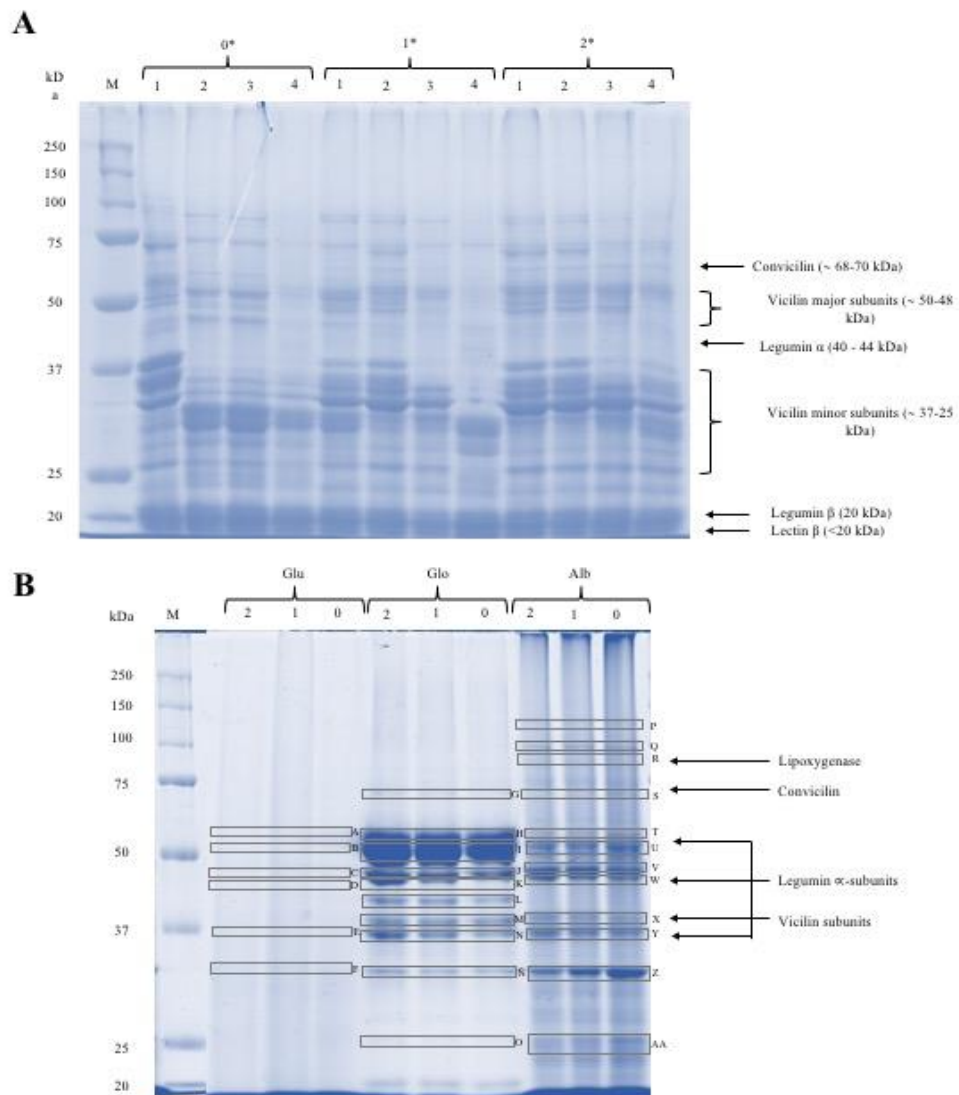 A
0* 1* 2*
kD
a
M 1 2 3 4 1 2 3 4 1 2 3 4
250
150
100
75
50
37
25
20
Convicilin (~ 68-70 kDa)
Vicilin major subunits (~ 50-48
kDa)
Legumin α (40 - 44 kDa)
Vicilin minor subunits (~ 37-25
kDa)
Legumin β (20 kDa)
Lectin β (<20 kDa)
B
Glu Glo Alb
kDa M 2 1 0 2 1 0 2 1 0
250
150
100
75
50
37
25
20
P
Q
R
G S
A H T
B I U
C J V
D K W
L
M X
E N Y
F Ñ Z
O AA
Lipoxygenase
Convicilin
Legumin ∝-subunits
Vicilin subunits